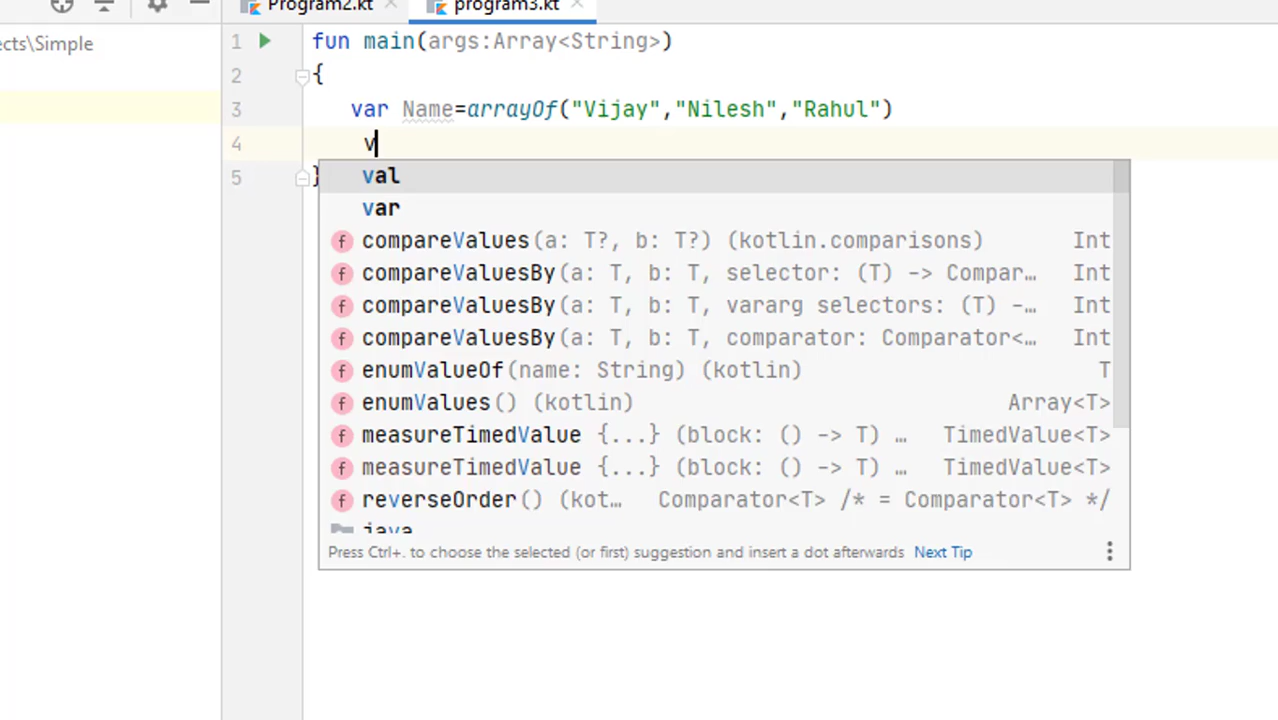 Program2.kt program3.kt
ects\Simple
1 fun main(args:Array<String>)
2 {
3 var Name=arrayOf("Vijay","Nilesh","Rahul")
4 v
5 }
val
var
f compareValues(a: T?, b: T?) (kotlin.comparisons) Int
f compareValuesBy(a: T, b: T, selector: (T) -> Compar… Int
f compareValuesBy(a: T, b: T, vararg selectors: (T) -… Int
f compareValuesBy(a: T, b: T, comparator: Comparator<… Int
f enumValueOf(name: String) (kotlin) T
f enumValues() (kotlin) Array<T>
f measureTimedValue {...} (block: () -> T) … TimedValue<T>
f measureTimedValue {...} (block: () -> T) … TimedValue<T>
f reverseOrder() (kot… Comparator<T> /* = Comparator<T> */
java
Press Ctrl+. to choose the selected (or first) suggestion and insert a dot afterwards Next Tip